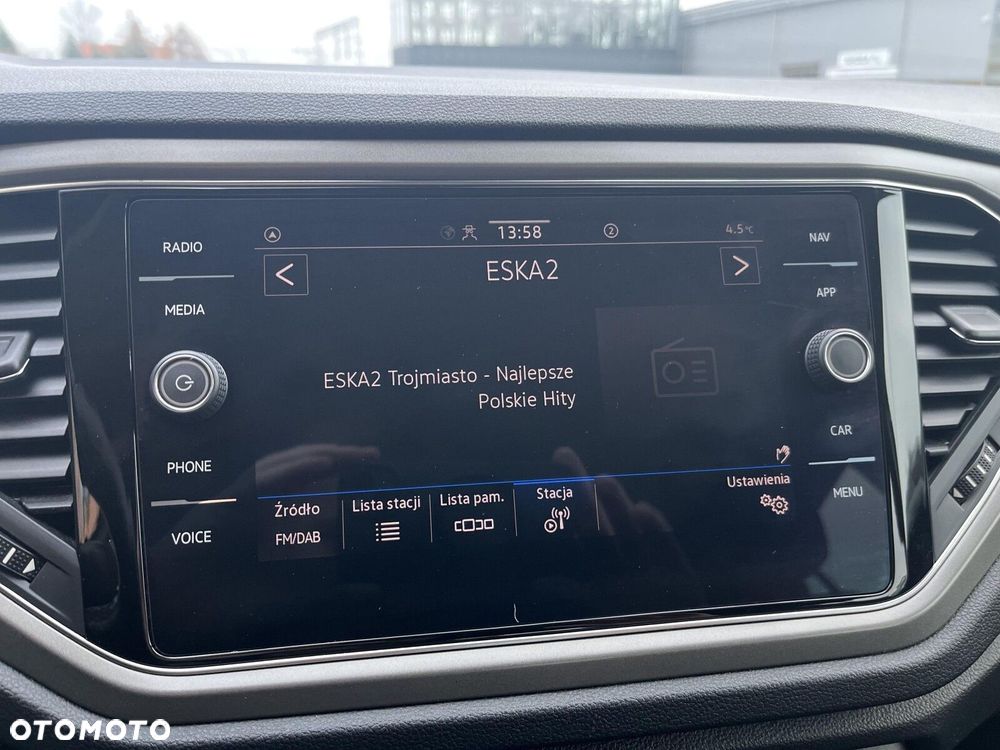 RADIO
MEDIA
PHONE
VOICE
13:58
2
4.5°C
<
ESKA2
>
ESKA2 Trojmiasto - Najlepsze
Polskie Hity
Źródło
FM/DAB
Lista stacji
Lista pam.
Stacja
Ustawienia
NAV
APP
CAR
MENU
OTOMOTO